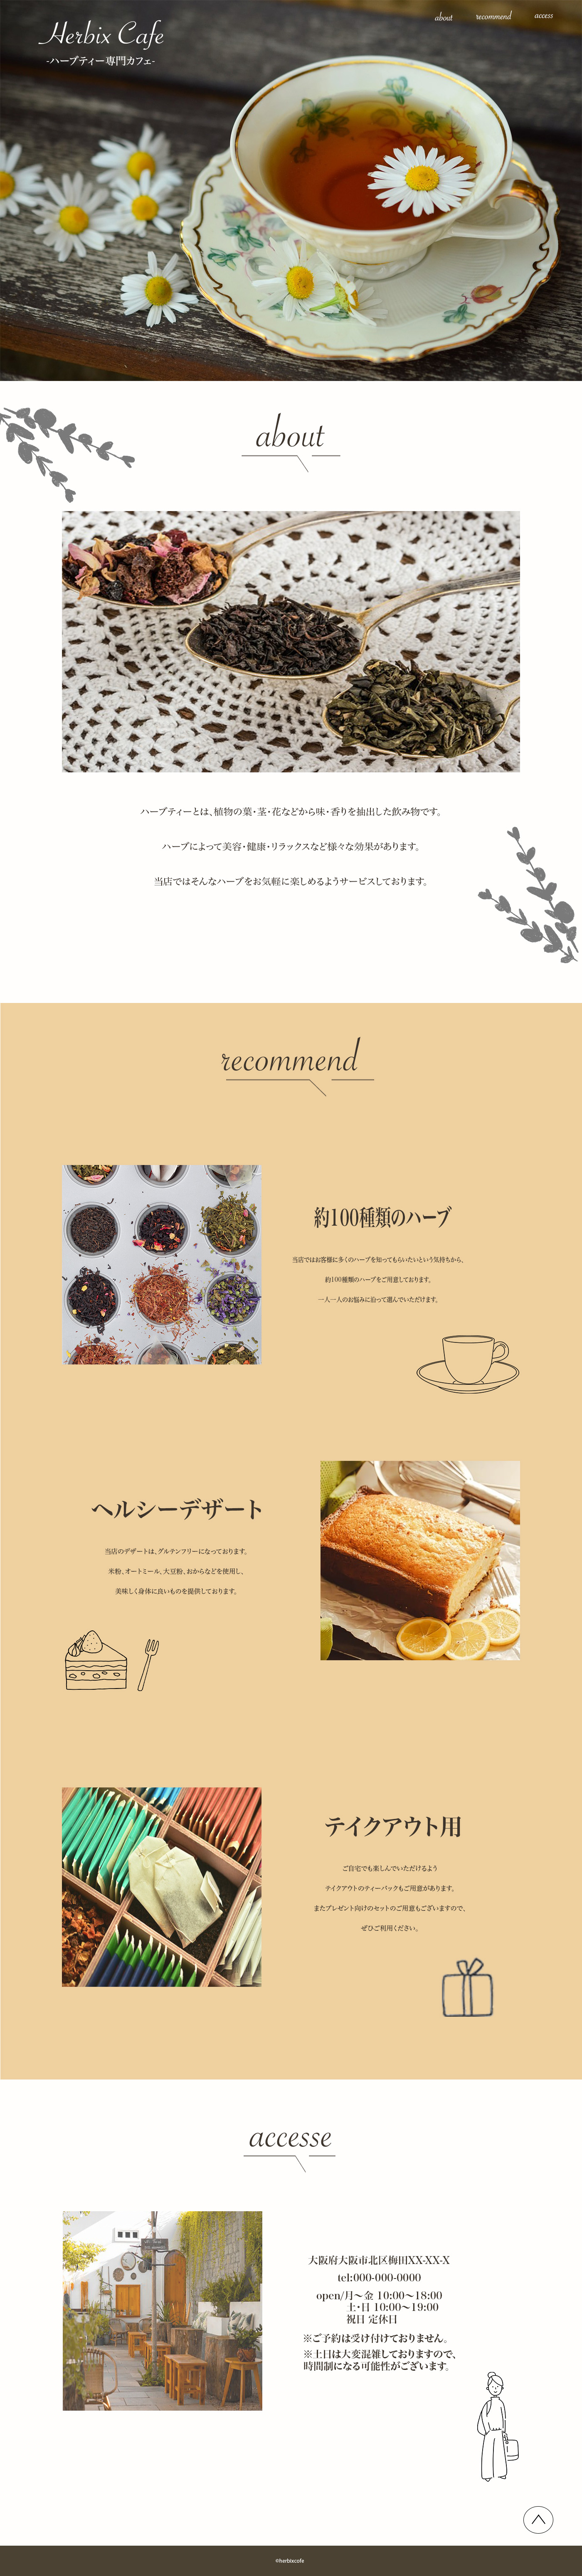 Herbix Cafe
-ハーブティー専門カフェ-
about recommend access
about
ハーブティーとは、植物の葉・茎・花などから味・香りを抽出した飲み物です。
ハーブによって美容・健康・リラックスなど様々な効果があります。
当店ではそんなハーブをお気軽に楽しめるようサービスしております。
recommend
約100種類のハーブ
当店ではお客様に多くのハーブを知ってもらいたいという気持ちから、
約100種類のハーブをご用意しております。
一人一人のお悩みに沿って選んでいただけます。
ヘルシーデザート
当店のデザートは、グルテンフリーになっております。
米粉、オートミール、大豆粉、おからなどを使用し、
美味しく身体に良いものを提供しております。
テイクアウト用
ご自宅でも楽しんでいただけるよう
テイクアウトのティーパックもご用意があります。
またプレゼント向けのセットのご用意もございますので、
ぜひご利用ください。
accesse
大阪府大阪市北区梅田XX-XX-X
tel:000-000-0000
open/月～金 10:00～18:00
土・日 10:00～19:00
祝日 定休日
※ご予約は受け付けておりません。
※土日は大変混雑しておりますので、
時間制になる可能性がございます。
©herbixcofe